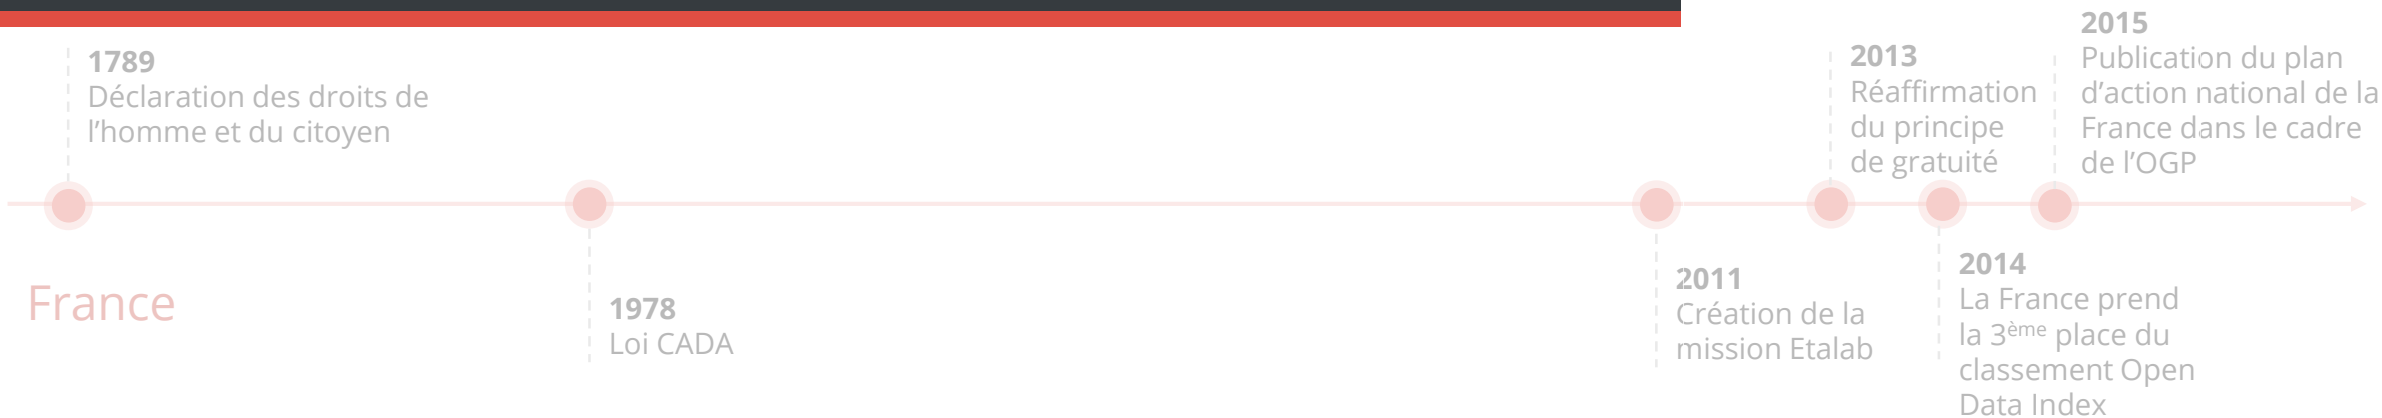 1789
Déclaration des droits de
l’homme et du citoyen
France
1978
Loi CADA
2011
Création de la
mission Etalab
2013
Réaffirmation
du principe
de gratuité
2014
La France prend
la 3ème place du
classement Open
Data Index
2015
Publication du plan
d’action national de la
France dans le cadre
de l’OGP